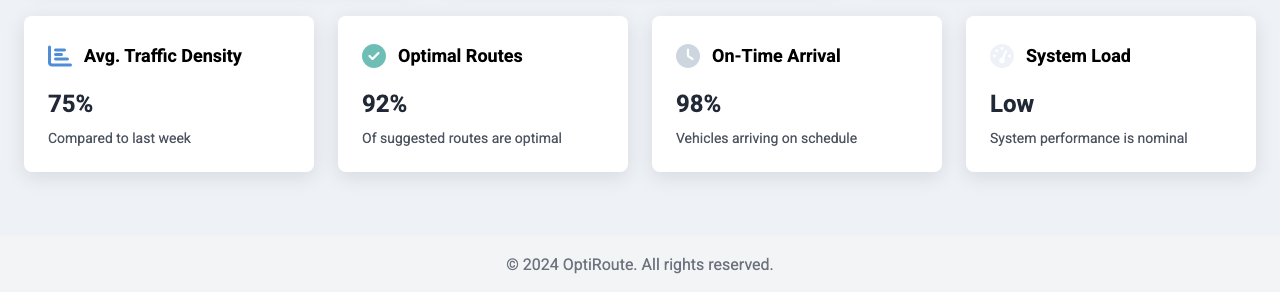 Avg. Traffic Density
75%
Compared to last week
Optimal Routes
92%
Of suggested routes are optimal
On-Time Arrival
98%
Vehicles arriving on schedule
System Load
Low
System performance is nominal
© 2024 OptiRoute. All rights reserved.